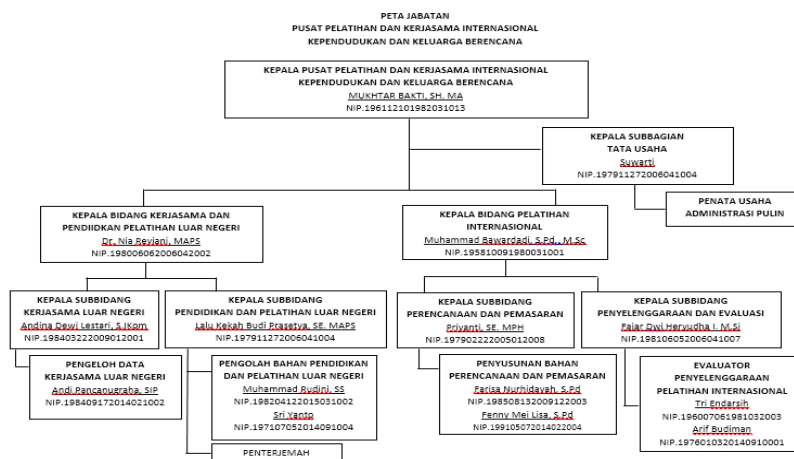 PETA JABATAN
PUSAT PELATIHAN DAN KERJASAMA INTERNASIONAL
KEPENDUDUKAN DAN KELUARGA BERENCANA
KEPALA PUSAT PELATIHAN DAN KERJASAMA INTERNASIONAL
KEPENDUDUKAN DAN KELUARGA BERENCANA
MUKHTAR BAKTI, SH. MA
NIP.196112101982031013
KEPALA SUBBAGIAN
TATA USAHA
Suwarti
NIP.197911272006041004
PENATA USAHA
ADMINISTRASI PULIN
KEPALA BIDANG KERJASAMA DAN
PENDIIDKAN PELATIHAN LUAR NEGERI
Dr. Nia Reviani, MAPS
NIP.198006062006042002
KEPALA BIDANG PELATIHAN
INTERNASIONAL
Muhammad Bawardadi, S.Pd., M.Sc
NIP.195810091980031001
KEPALA SUBBIDANG
KERJASAMA LUAR NEGERI
Andina Dewi Lestari, S.IKom
NIP.198403222009012001
KEPALA SUBBIDANG
PENDIDIKAN DAN PELATIHAN LUAR NEGERI
Lalu Kekah Budi Prasetya, SE. MAPS
NIP.197911272006041004
KEPALA SUBBIDANG
PERENCANAAN DAN PEMASARAN
Priyanti, SE. MPH
NIP.197902222005012008
KEPALA SUBBIDANG
PENYELENGGARAAN DAN EVALUASI
Fajar Dwi Heryudha I. M.Si
NIP.198106052006041007
PENGELOH DATA
KERJASAMA LUAR NEGERI
Andi Pancanugraha, SIP
NIP.198409172014021002
PENGOLAH BAHAN PENDIDIKAN
DAN PELATIHAN LUAR NEGERI
Muhammad Rudini, SS
NIP.198204122015031002
Sri Yanto
NIP.197107052014091004
PENTERJEMAH
PENYUSUNAN BAHAN
PERENCANAAN DAN PEMASARAN
Farisa Nurhidayah, S.Pd
NIP.198508132009122003
Fenny Mei Lisa, S.Pd
NIP.199105072014022004
EVALUATOR
PENYELENGGARAAN
PELATIHAN INTERNASIONAL
Tri Endarsih
NIP.196007061981032003
Arif Budiman
NIP.1976010320140910001